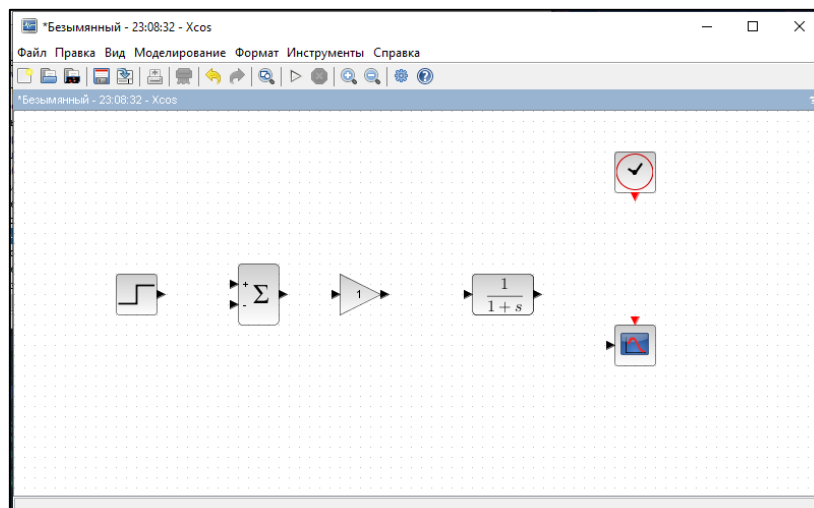 *Безымянный - 23:08:32 - Xcos
Файл Правка Вид Моделирование Формат Инструменты Справка
*Безымянный - 23:08:32 - Xcos
?
+
-
Σ
1
1
1 + s